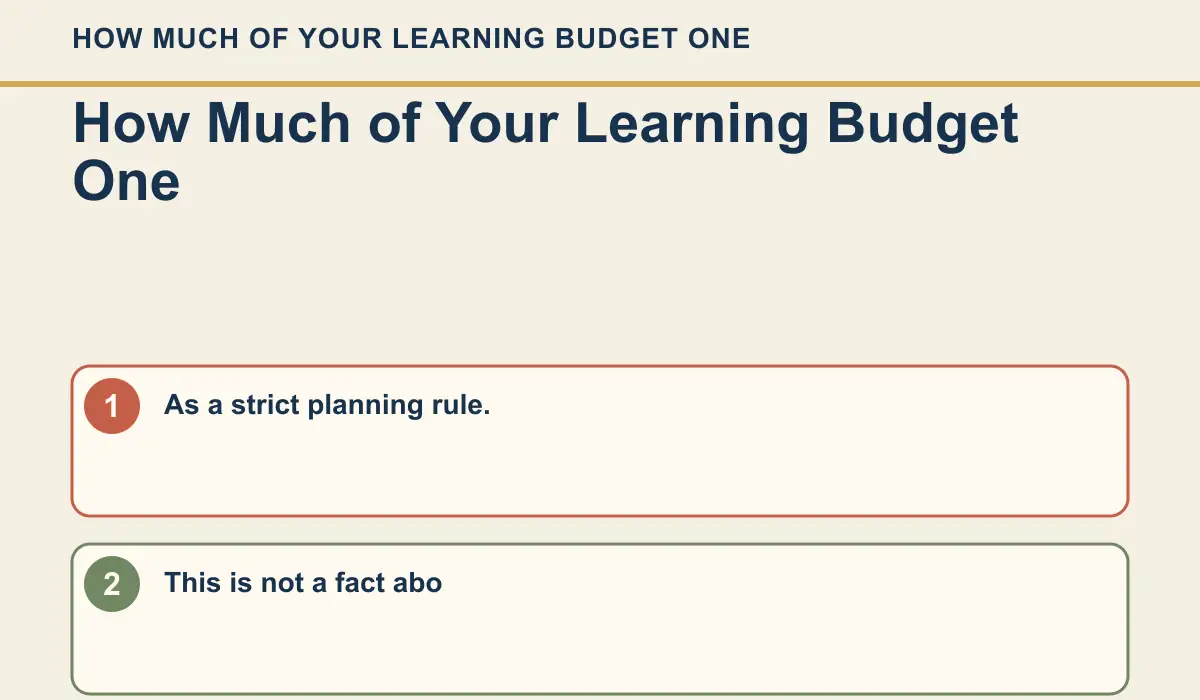 HOW MUCH OF YOUR LEARNING BUDGET ONE
How Much of Your Learning Budget
One
1 As a strict planning rule.
2 This is not a fact abo